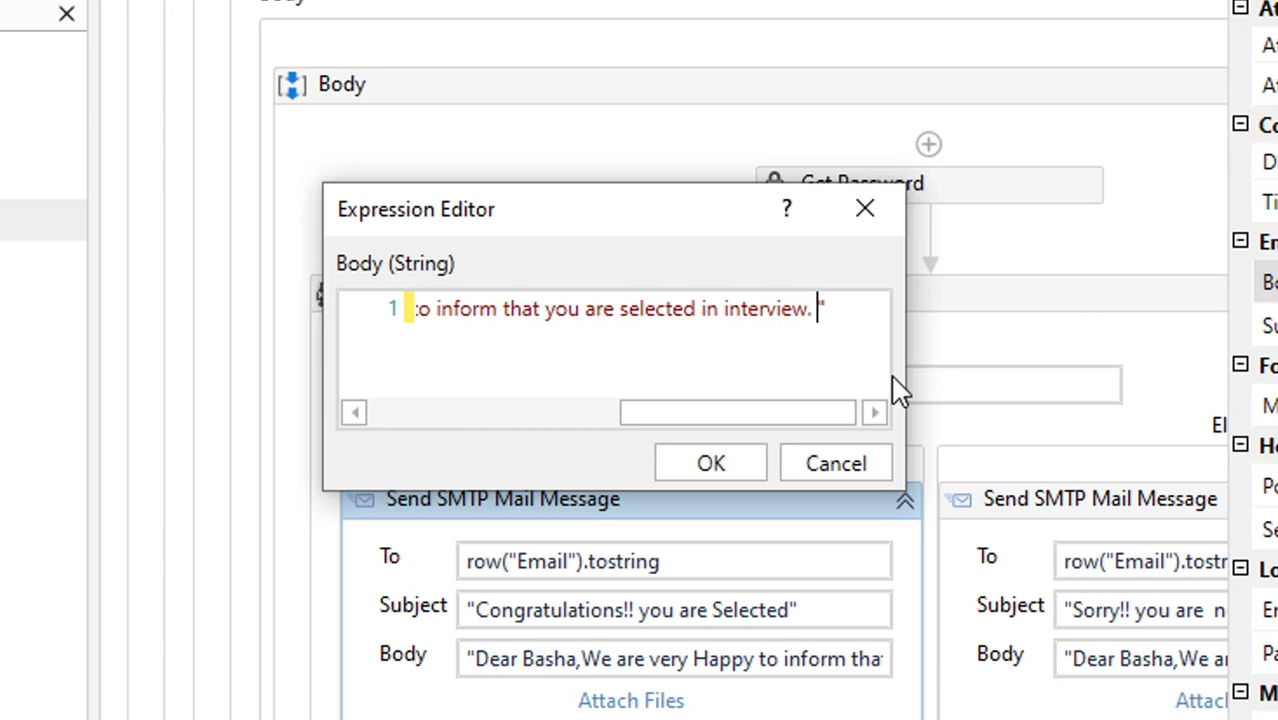 Body
Get Password
Expression Editor
?
Body (String)
1 to inform that you are selected in interview. "
OK
Cancel
Send SMTP Mail Message
Send SMTP Mail Message
To
row("Email").tostring
To
row("Email").tostr
Subject
"Congratulations!! you are Selected"
Subject
"Sorry!! you are n
Body
"Dear Basha,We are very Happy to inform tha
Body
"Dear Basha,We a
Attach Files
Attac